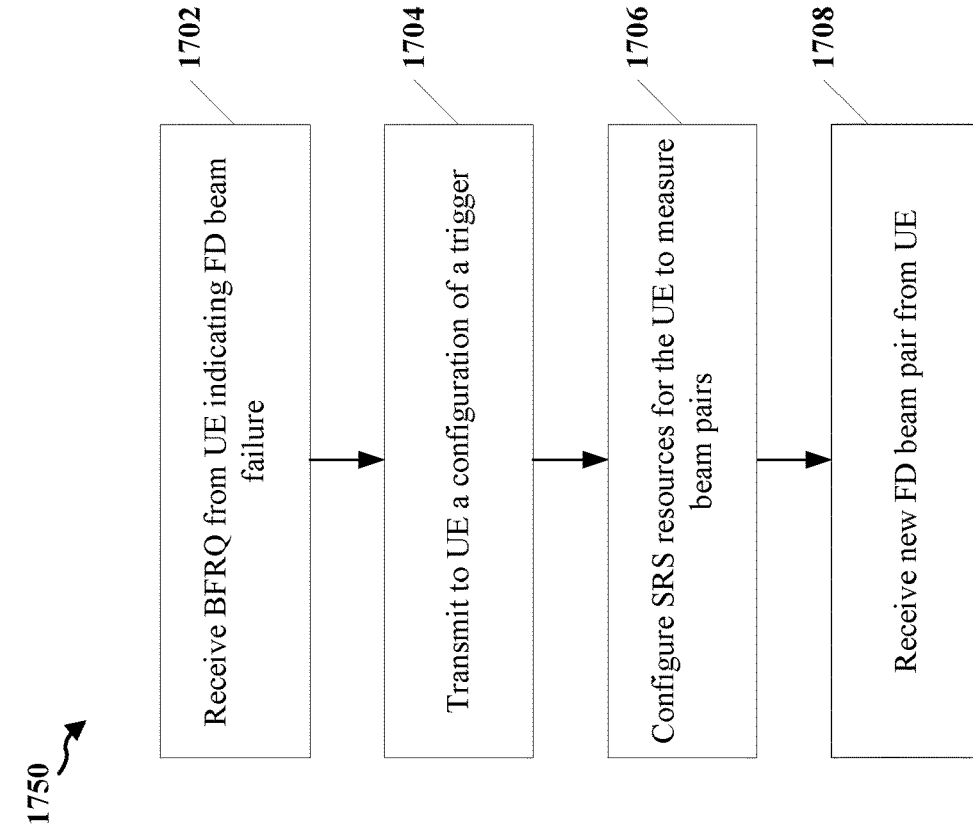 1750
1702
Receive BFRQ from UE indicating FD beam
failure
1704
Transmit to UE a configuration of a trigger
1706
Configure SRS resources for the UE to measure
beam pairs
1708
Receive new FD beam pair from UE